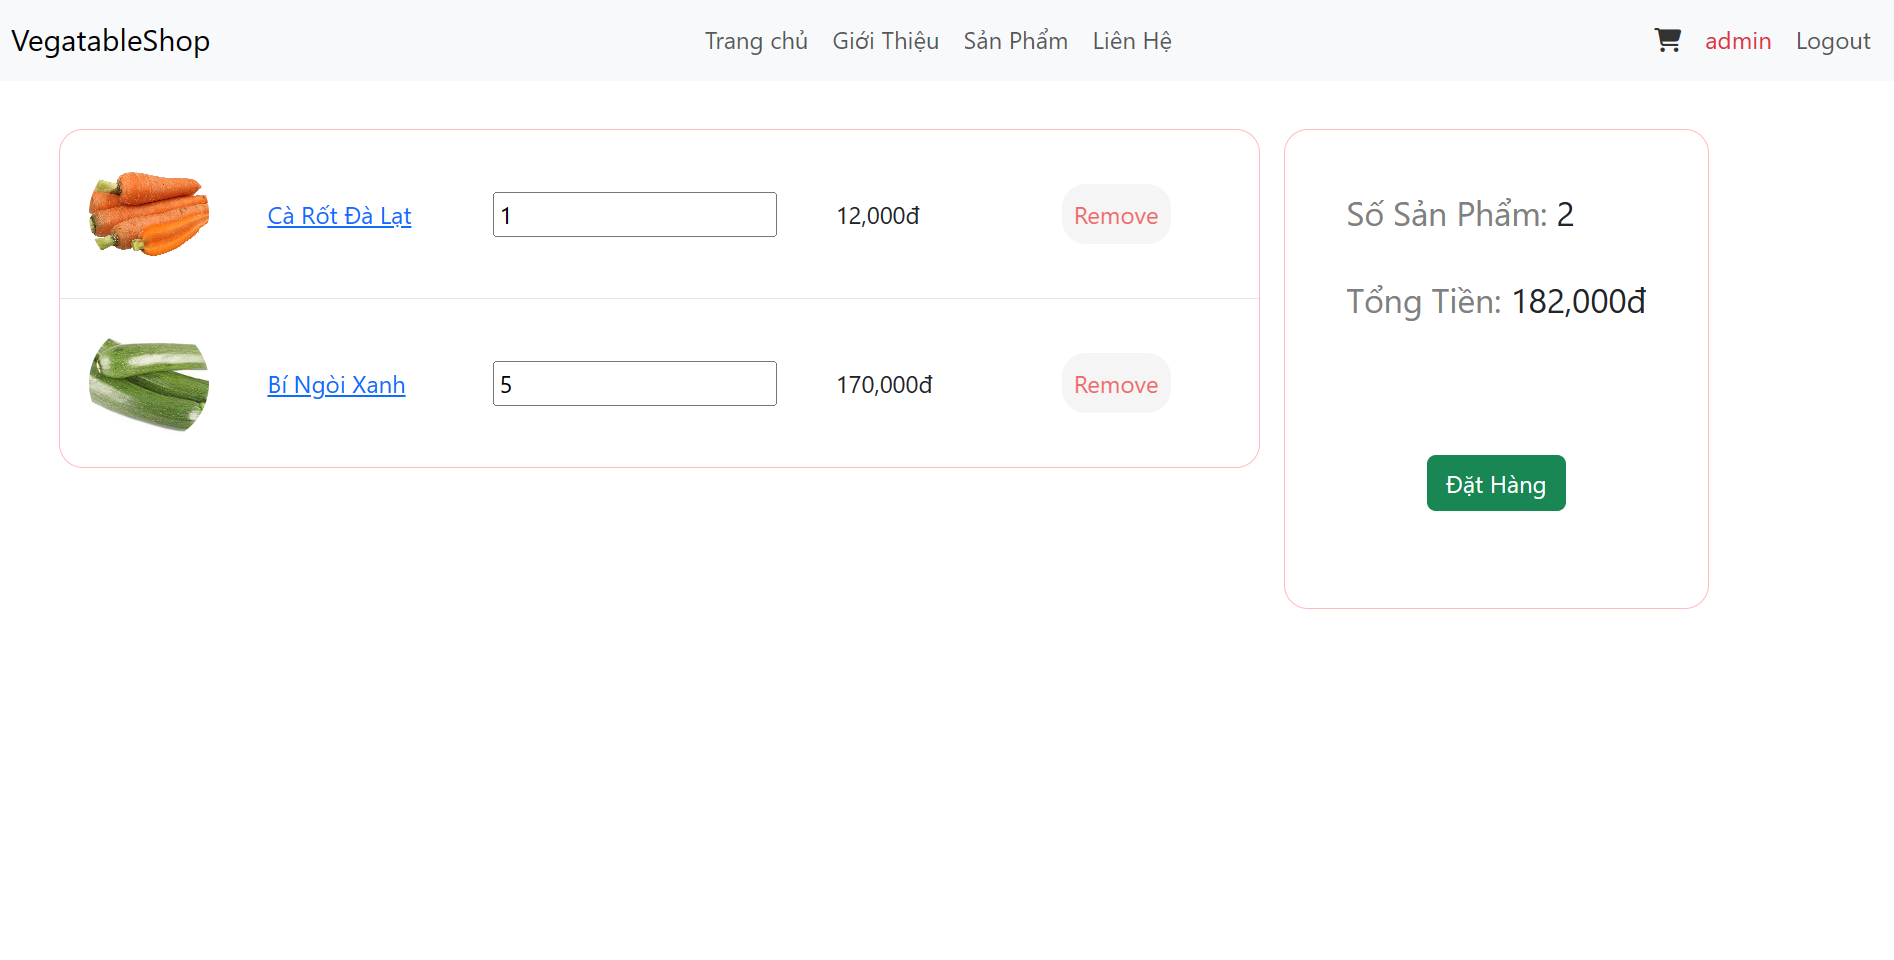 VegatableShop Trang chủ Giới Thiệu Sản Phẩm Liên Hệ admin Logout
Cà Rốt Đà Lạt 1 12,000đ Remove
Bí Ngòi Xanh 5 170,000đ Remove
Số Sản Phẩm: 2
Tổng Tiền: 182,000đ
Đặt Hàng